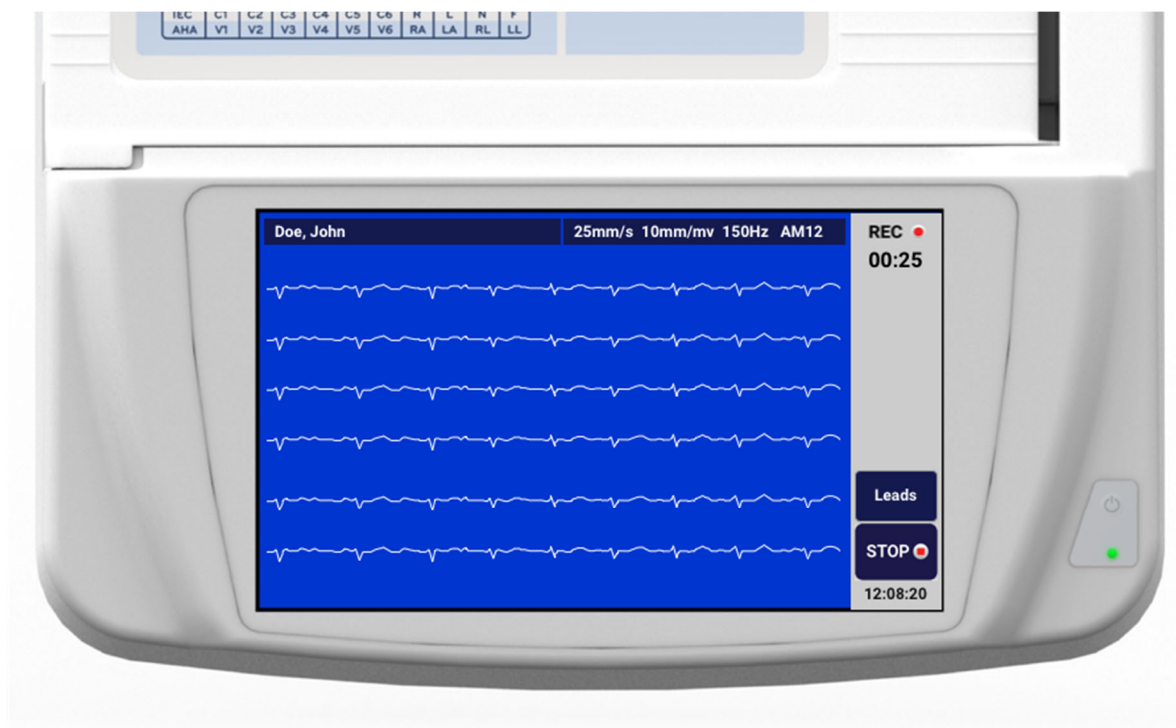 IEC C1 C2 C3 C4 C5 C6 R L N F
AHA V1 V2 V3 V4 V5 V6 RA LA RL LL
Doe, John 25mm/s 10mm/mv 150Hz AM12 REC
00:25
Leads
STOP
12:08:20